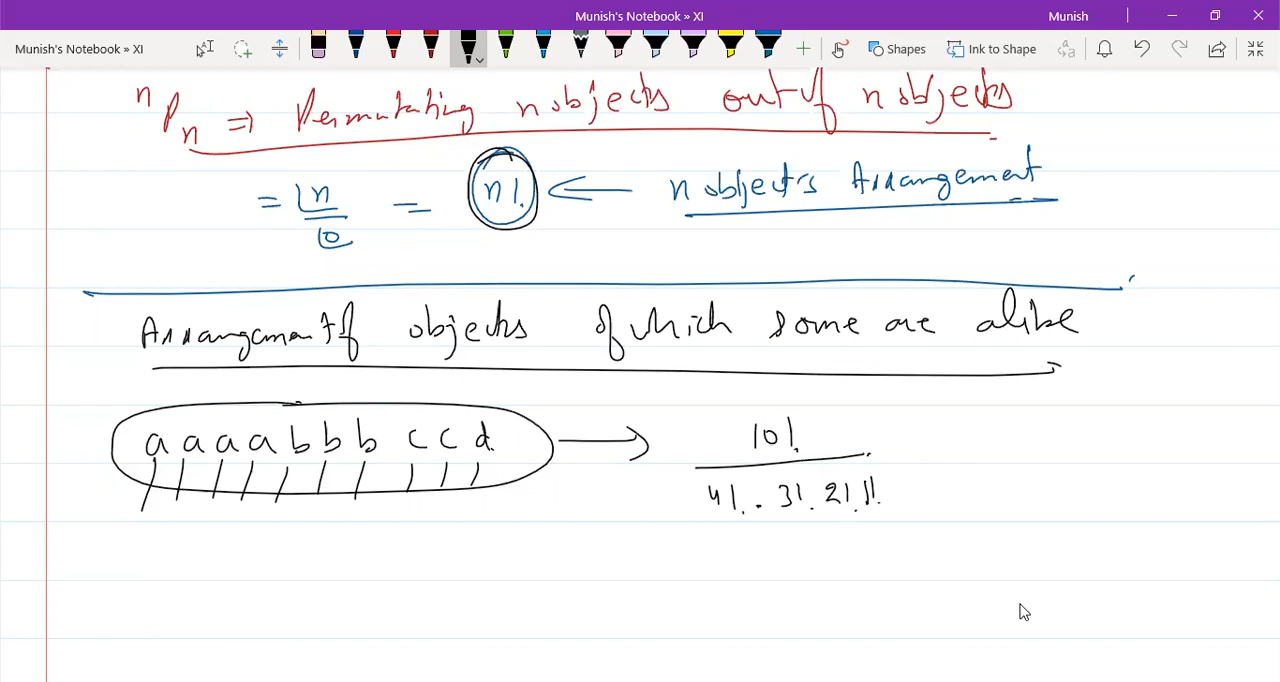 Munish's Notebook » XI
Munish
Munish's Notebook » XI
Shapes
Ink to Shape
nPn ⇒ Permutating n objects out of n objects
= |n / |0 = n! ⇐ n object's Arrangement
Arrangement of objects of which some are alike
a a a a b b b c c d → 10! / 4! . 3! . 2! . 1!